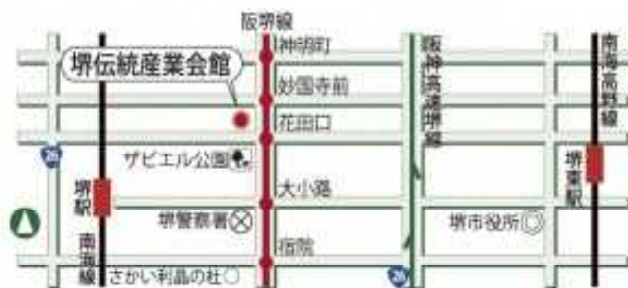 阪堺線
神明町
堺伝統産業会館
妙国寺前
花田口
阪神高速堺線
南海高野線
26
ザビエル公園
堺駅
大小路
堺東駅
堺警察署
堺市役所
南海線
宿院
さかい利晶の杜
26